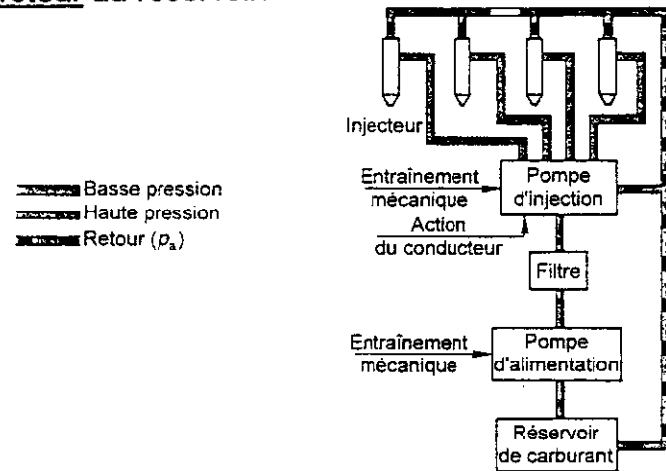 retour
Injecteur
Basse pression
Haute pression
Retour (pₐ)
Entraînement
mécanique
Pompe
d'injection
Action
du conducteur
Filtre
Entraînement
mécanique
Pompe
d'alimentation
Réservoir
de carburant